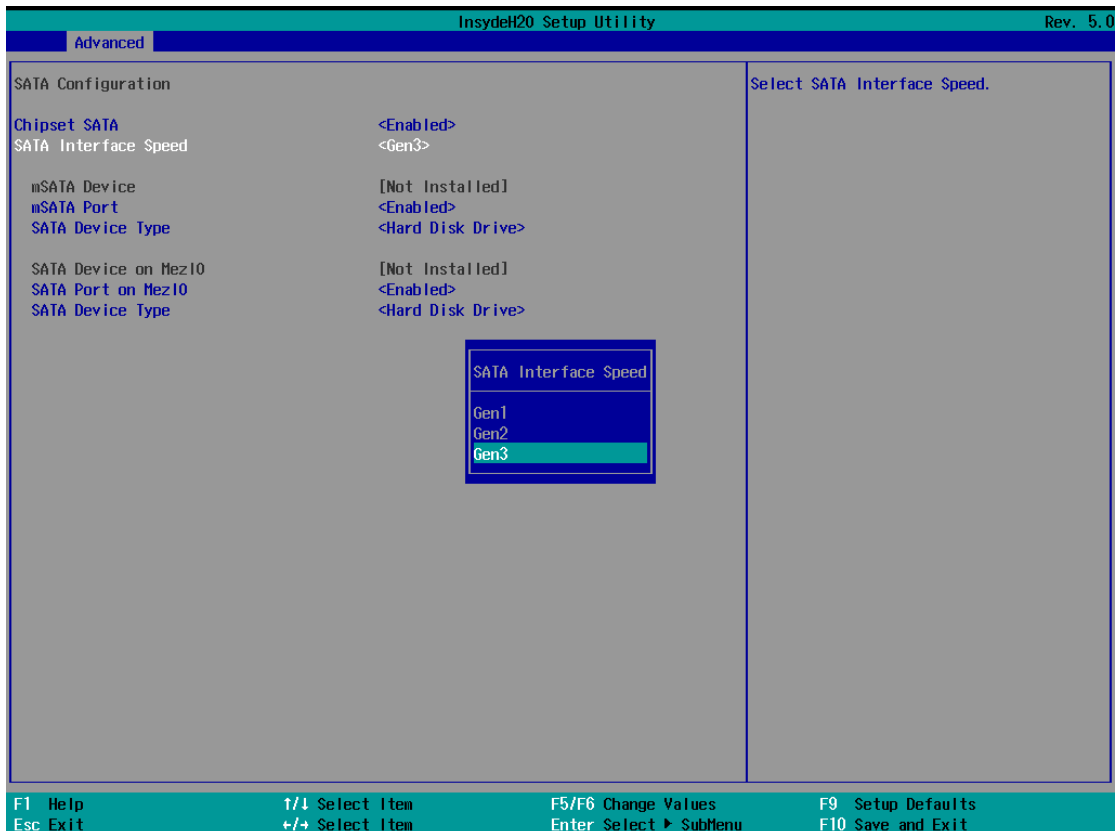 InsydeH20 Setup Utility Rev. 5.0
Advanced
SATA Configuration
Select SATA Interface Speed.
Chipset SATA <Enabled>
SATA Interface Speed <Gen3>
mSATA Device [Not Installed]
mSATA Port <Enabled>
SATA Device Type <Hard Disk Drive>
SATA Device on MezIO [Not Installed]
SATA Port on MezIO <Enabled>
SATA Device Type <Hard Disk Drive>
SATA Interface Speed
Gen1
Gen2
Gen3
F1 Help ↑/↓ Select Item F5/F6 Change Values F9 Setup Defaults
Esc Exit ←/→ Select Item Enter Select ▶ SubMenu F10 Save and Exit